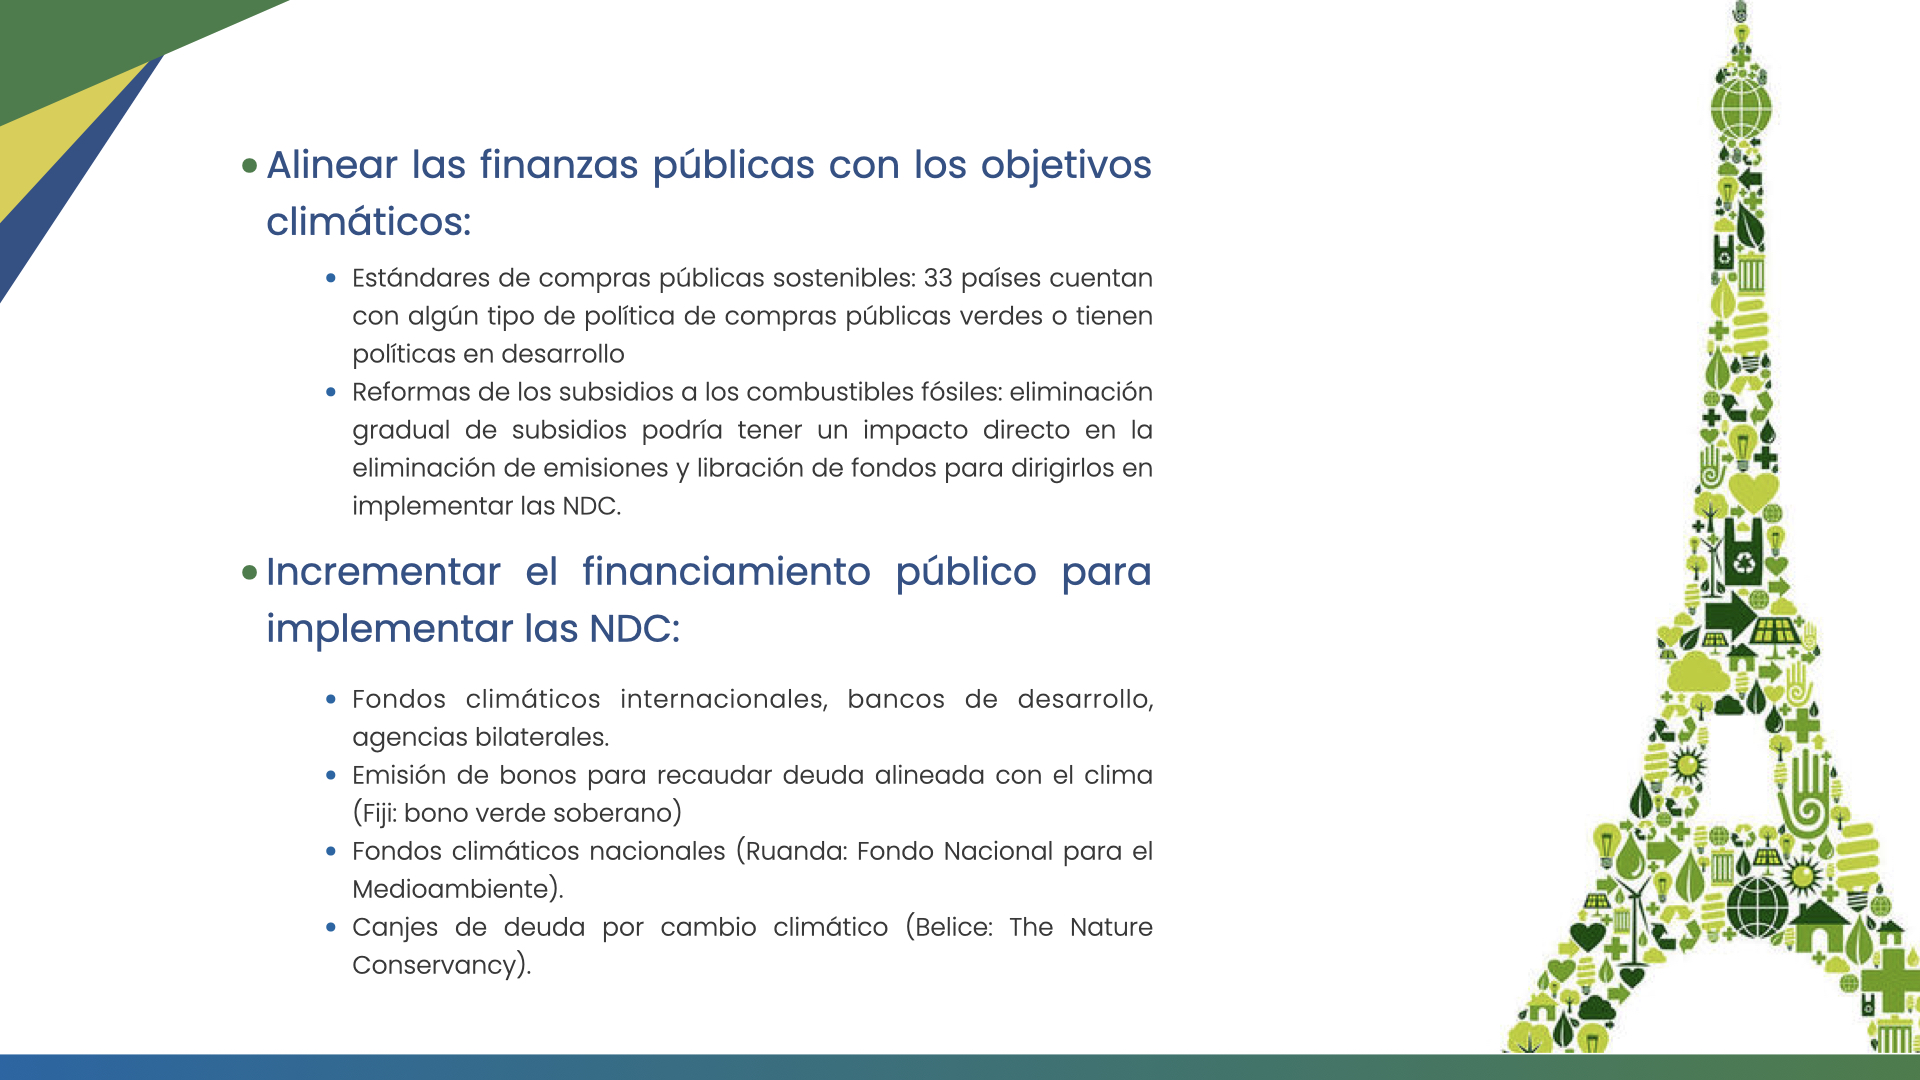 • Alinear las finanzas públicas con los objetivos
climáticos:
• Estándares de compras públicas sostenibles: 33 países cuentan
con algún tipo de política de compras públicas verdes o tienen
políticas en desarrollo
• Reformas de los subsidios a los combustibles fósiles: eliminación
gradual de subsidios podría tener un impacto directo en la
eliminación de emisiones y libración de fondos para dirigirlos en
implementar las NDC.
• Incrementar el financiamiento público para
implementar las NDC:
• Fondos climáticos internacionales, bancos de desarrollo,
agencias bilaterales.
• Emisión de bonos para recaudar deuda alineada con el clima
(Fiji: bono verde soberano)
• Fondos climáticos nacionales (Ruanda: Fondo Nacional para el
Medioambiente).
• Canjes de deuda por cambio climático (Belice: The Nature
Conservancy).